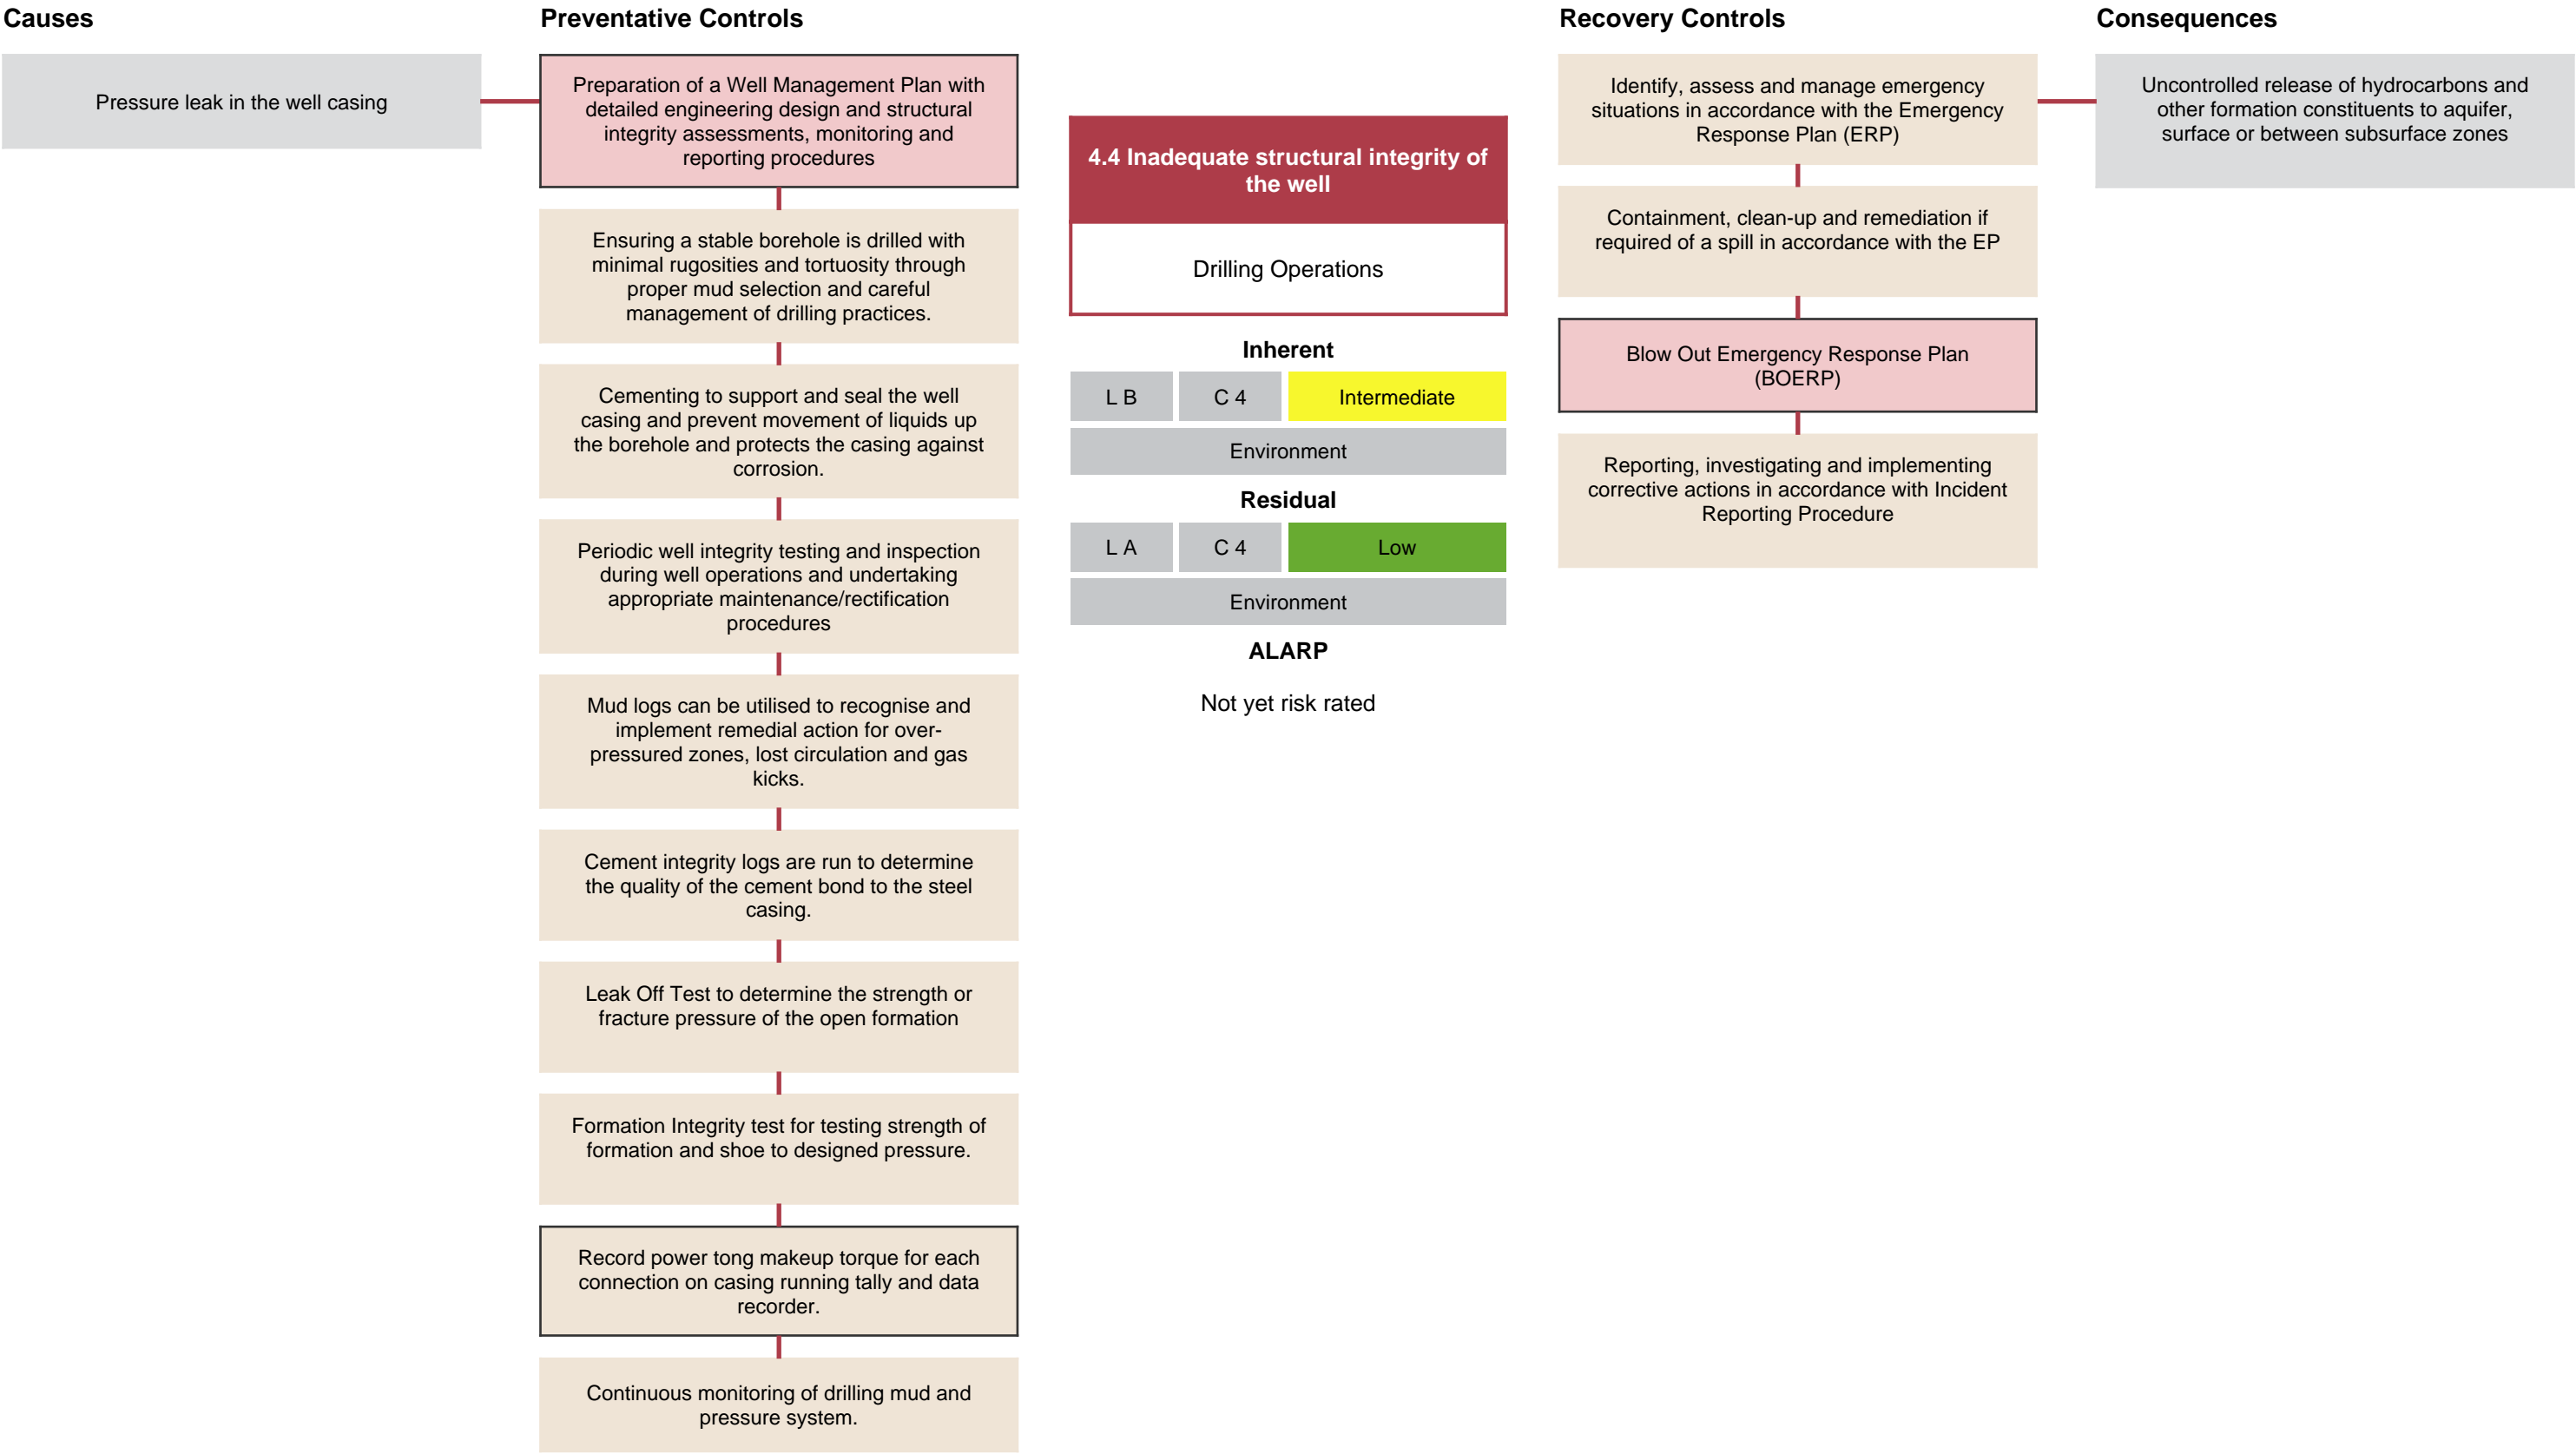 Causes
Pressure leak in the well casing
Preventative Controls
Preparation of a Well Management Plan with
detailed engineering design and structural
integrity assessments, monitoring and
reporting procedures
Ensuring a stable borehole is drilled with
minimal rugosities and tortuosity through
proper mud selection and careful
management of drilling practices.
Cementing to support and seal the well
casing and prevent movement of liquids up
the borehole and protects the casing against
corrosion.
Periodic well integrity testing and inspection
during well operations and undertaking
appropriate maintenance/rectification
procedures
Mud logs can be utilised to recognise and
implement remedial action for over-
pressured zones, lost circulation and gas
kicks.
Cement integrity logs are run to determine
the quality of the cement bond to the steel
casing.
Leak Off Test to determine the strength or
fracture pressure of the open formation
Formation Integrity test for testing strength of
formation and shoe to designed pressure.
Record power tong makeup torque for each
connection on casing running tally and data
recorder.
Continuous monitoring of drilling mud and
pressure system.
4.4 Inadequate structural integrity of
the well
Drilling Operations
Inherent
L B C 4 Intermediate
Environment
Residual
L A C 4 Low
Environment
ALARP
Not yet risk rated
Recovery Controls
Identify, assess and manage emergency
situations in accordance with the Emergency
Response Plan (ERP)
Containment, clean-up and remediation if
required of a spill in accordance with the EP
Blow Out Emergency Response Plan
(BOERP)
Reporting, investigating and implementing
corrective actions in accordance with Incident
Reporting Procedure
Consequences
Uncontrolled release of hydrocarbons and
other formation constituents to aquifer,
surface or between subsurface zones